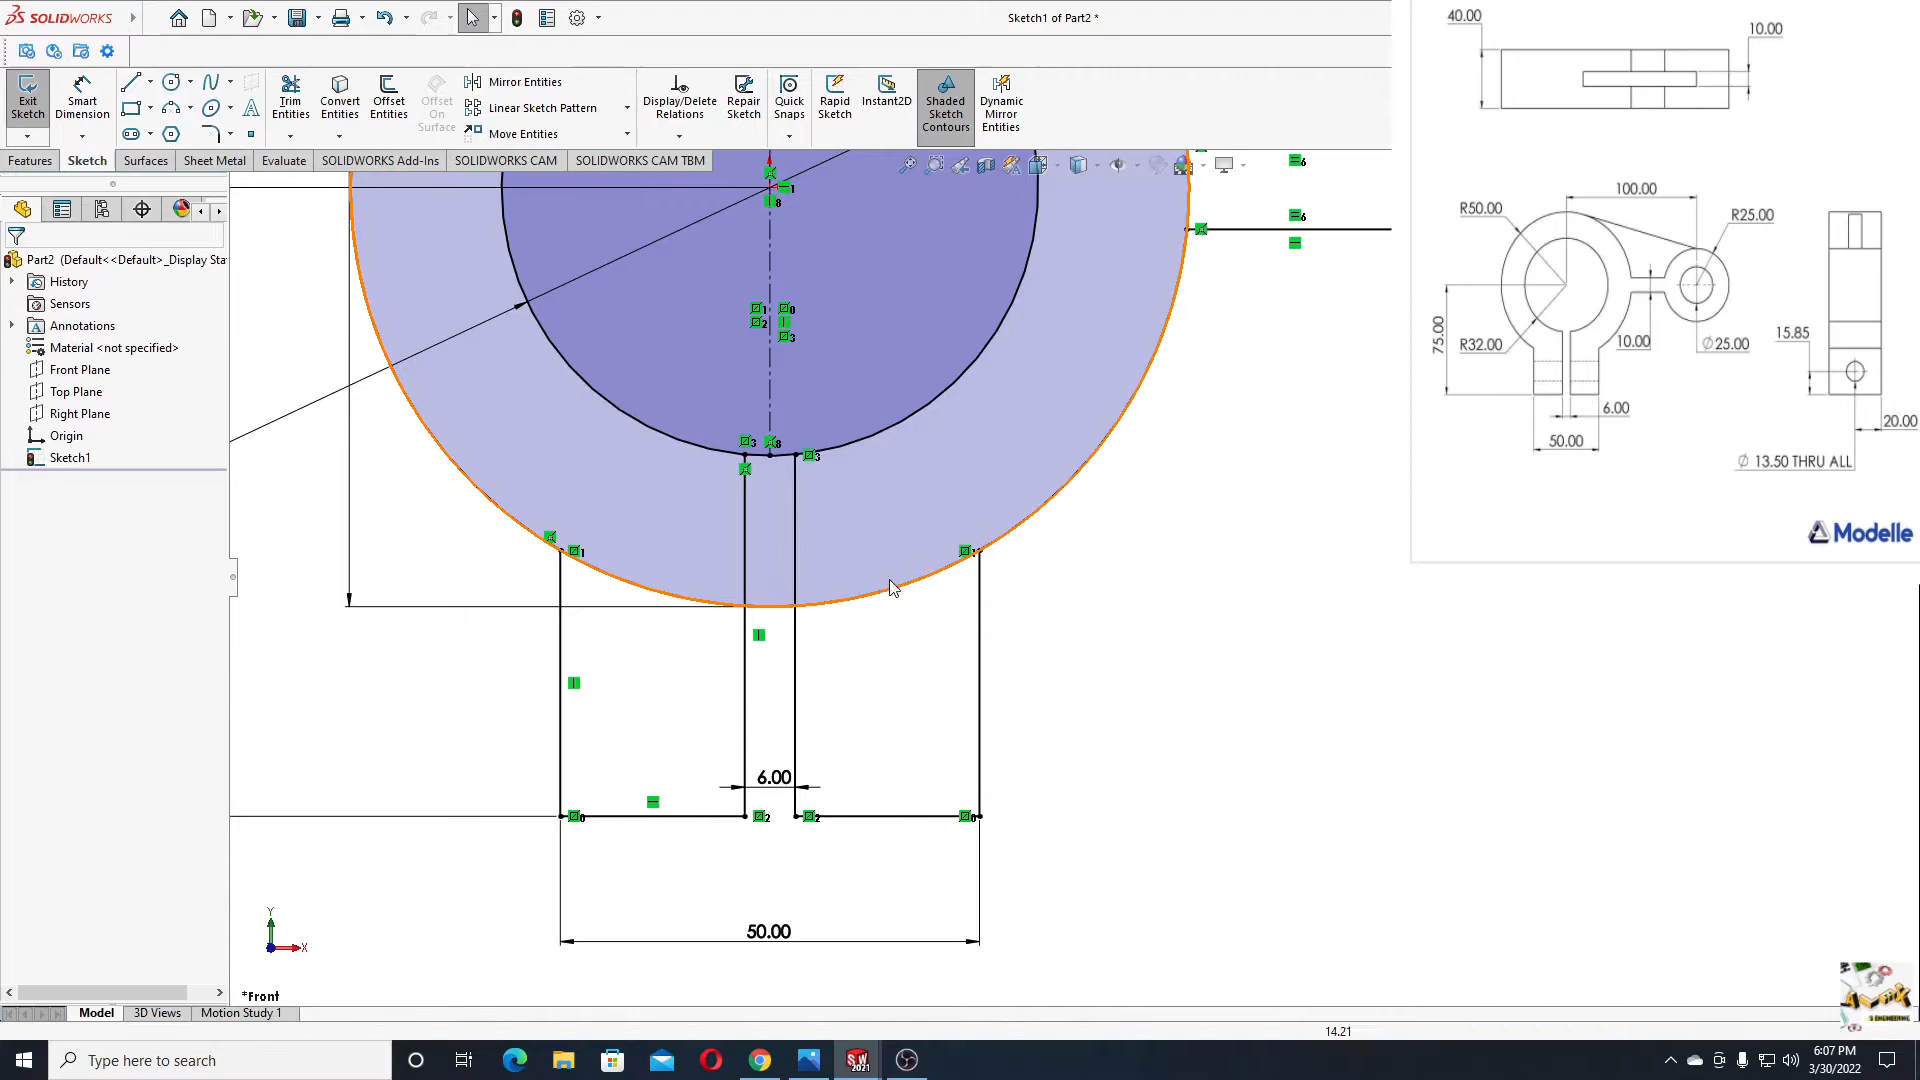 SOLIDWORKS
Sketch1 of Part2 *
Exit Sketch
Smart Dimension
Trim Entities
Convert Entities
Offset Entities
Offset On Surface
Mirror Entities
Linear Sketch Pattern
Move Entities
Display/Delete Relations
Repair Sketch
Quick Snaps
Rapid Sketch
Instant2D
Shaded Sketch Contours
Dynamic Mirror Entities
Features
Sketch
Surfaces
Sheet Metal
Evaluate
SOLIDWORKS Add-Ins
SOLIDWORKS CAM
SOLIDWORKS CAM TBM
Part2 (Default<<Default>_Display Sta
History
Sensors
Annotations
Material <not specified>
Front Plane
Top Plane
Right Plane
Origin
Sketch1
6.00
50.00
Y
X
*Front
40.00
10.00
100.00
R50.00
R25.00
75.00
R32.00
10.00
Ø25.00
15.85
6.00
50.00
20.00
Ø 13.50 THRU ALL
Modelle
Model
3D Views
Motion Study 1
14.21
Type here to search
SW
2021
6:07 PM
3/30/2022